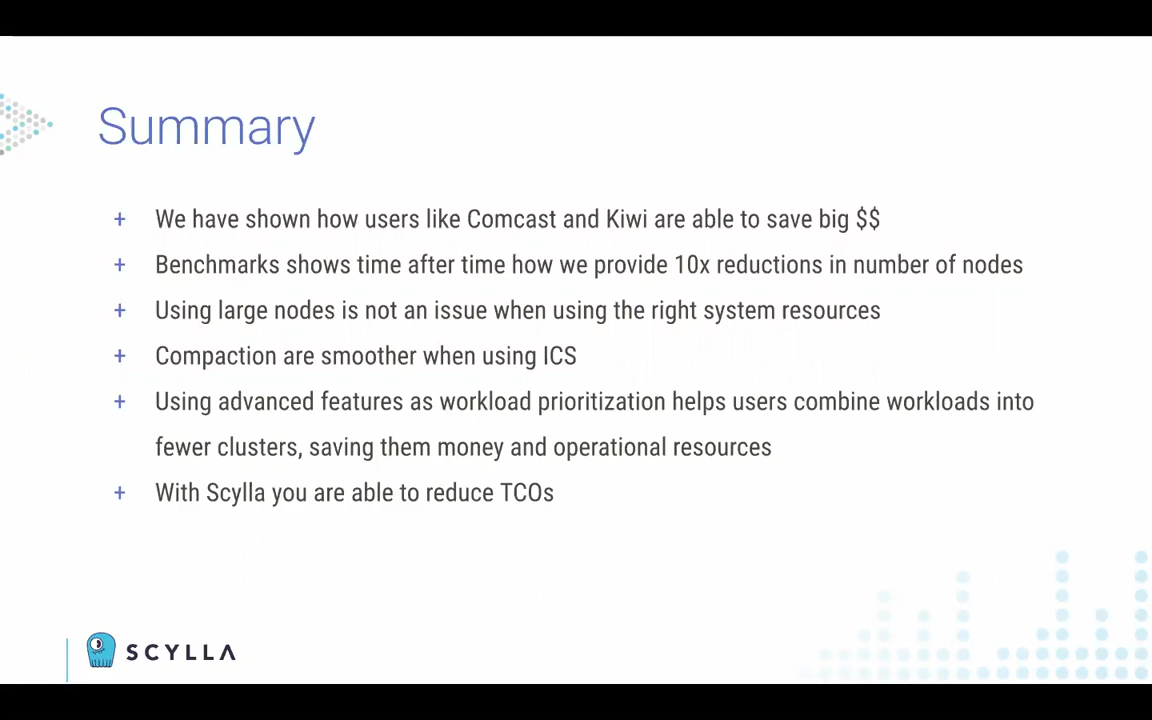 Summary
+ We have shown how users like Comcast and Kiwi are able to save big $$
+ Benchmarks shows time after time how we provide 10x reductions in number of nodes
+ Using large nodes is not an issue when using the right system resources
+ Compaction are smoother when using ICS
+ Using advanced features as workload prioritization helps users combine workloads into
fewer clusters, saving them money and operational resources
+ With Scylla you are able to reduce TCOs
SCYLLA